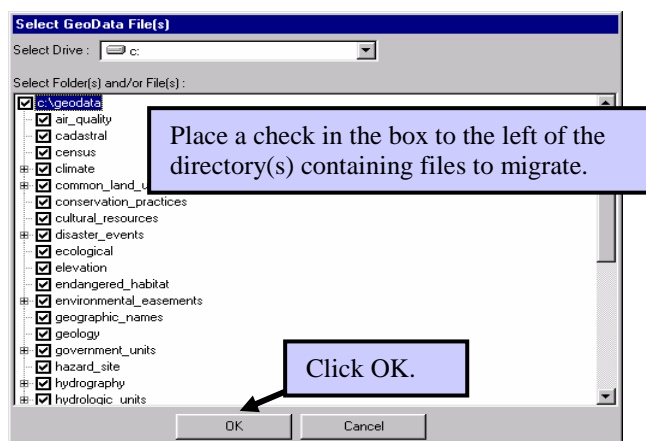 Select GeoData File(s)
Select Drive :
c:
Select Folder(s) and/or File(s) :
c:\geodata
air_quality
cadastral
census
climate
common_land_u
conservation_practices
cultural_resources
disaster_events
ecological
elevation
endangered_habitat
environmental_easements
geographic_names
geology
government_units
hazard_site
hydrography
hydrologic_units
Place a check in the box to the left of the
directory(s) containing files to migrate.
Click OK.
OK
Cancel